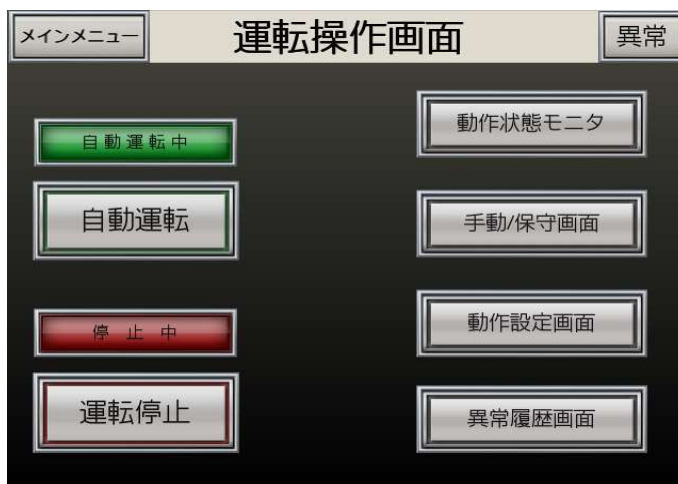 メインメニュー
運転操作画面
異常
自動運転中
自動運転
停止中
運転停止
動作状態モニタ
手動/保守画面
動作設定画面
異常履歴画面